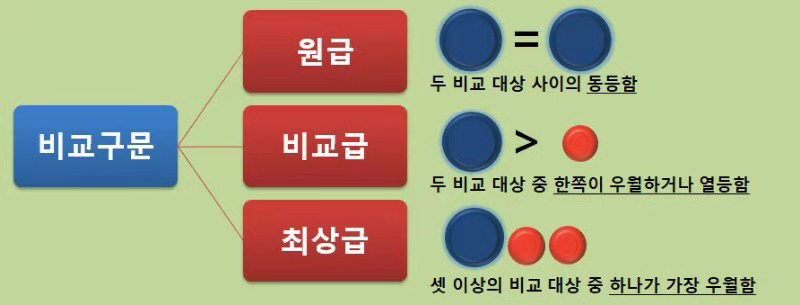 비교구문
원급
=
두 비교 대상 사이의 동등함
비교급
>
두 비교 대상 중 한쪽이 우월하거나 열등함
최상급
셋 이상의 비교 대상 중 하나가 가장 우월함